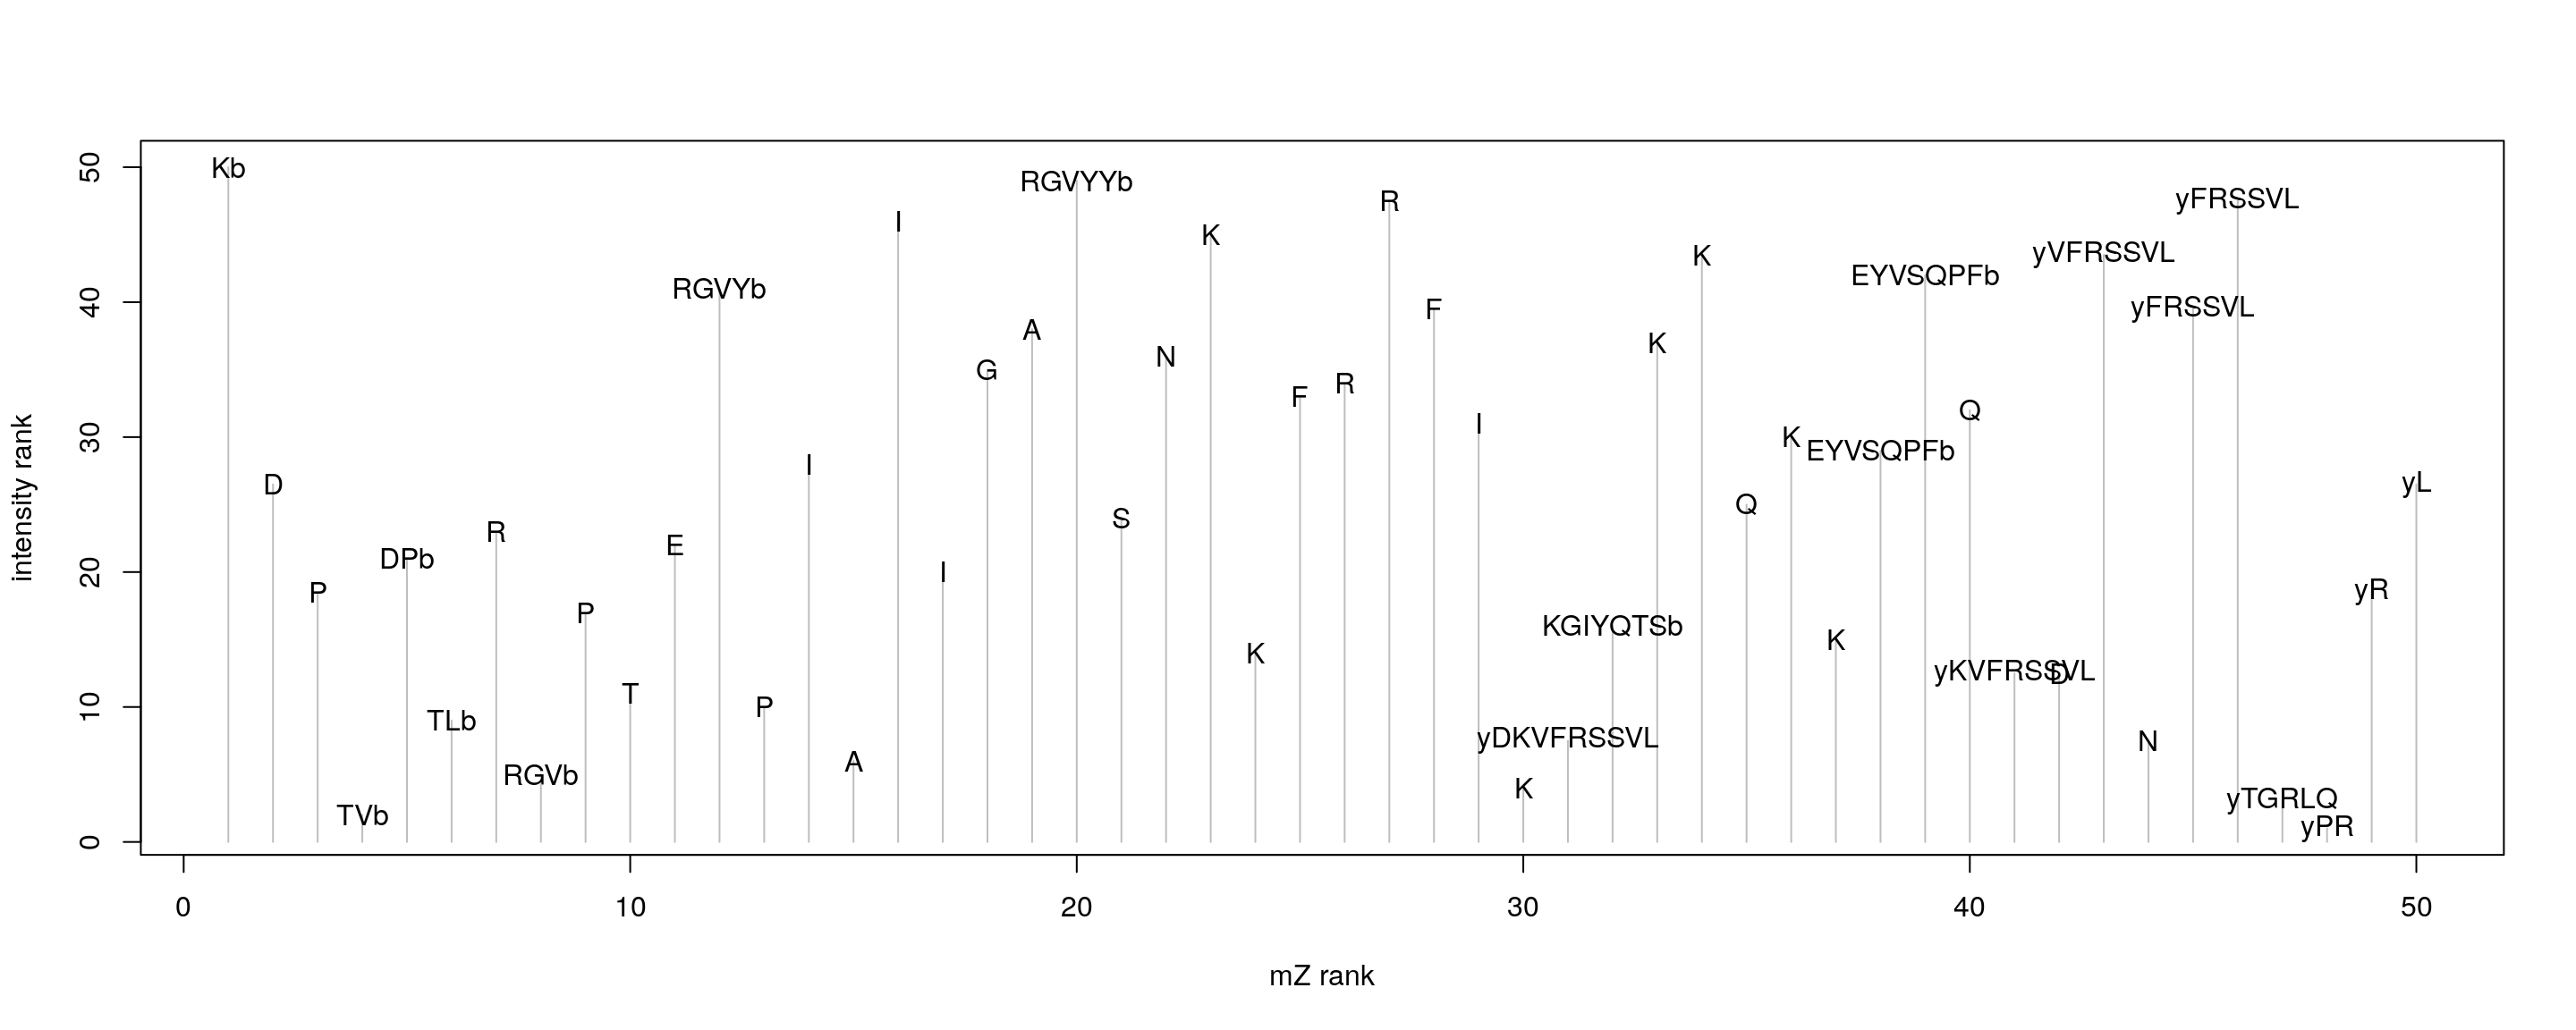 Kb
RGVYYb
yFRSSVL
R
I
K
yVFRSSVL
K
EYVSQPFb
RGVYb
yFRSSVL
F
A
K
N
G
R
F
Q
I
K
EYVSQPFb
I
D
yL
Q
S
R
E
DPb
I
P
yR
P
KGIYQTSb
K
K
yKVFRSSVL
D
T
P
TLb
yDKVFRSSVL
N
A
RGVb
K
yTGRLQ
TVb
yPR
50
40
30
20
10
0
intensity rank
0 10 20 30 40 50
mZ rank